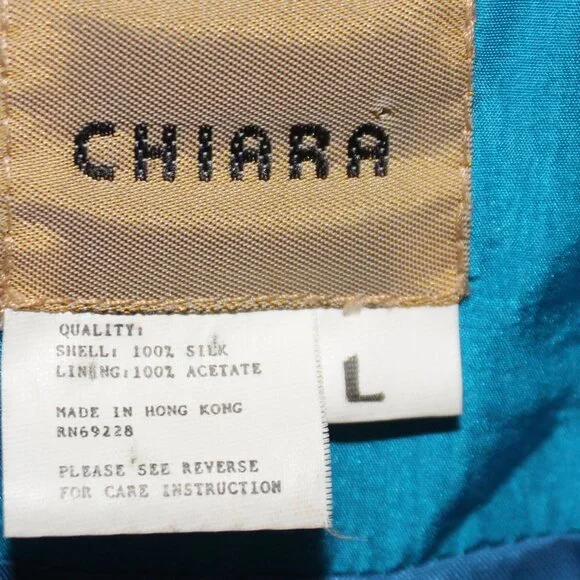 CHIARA
QUALITY:
SHELL: 100% SILK
LINING:100% ACETATE
L
MADE IN HONG KONG
RN69228
PLEASE SEE REVERSE
FOR CARE INSTRUCTION